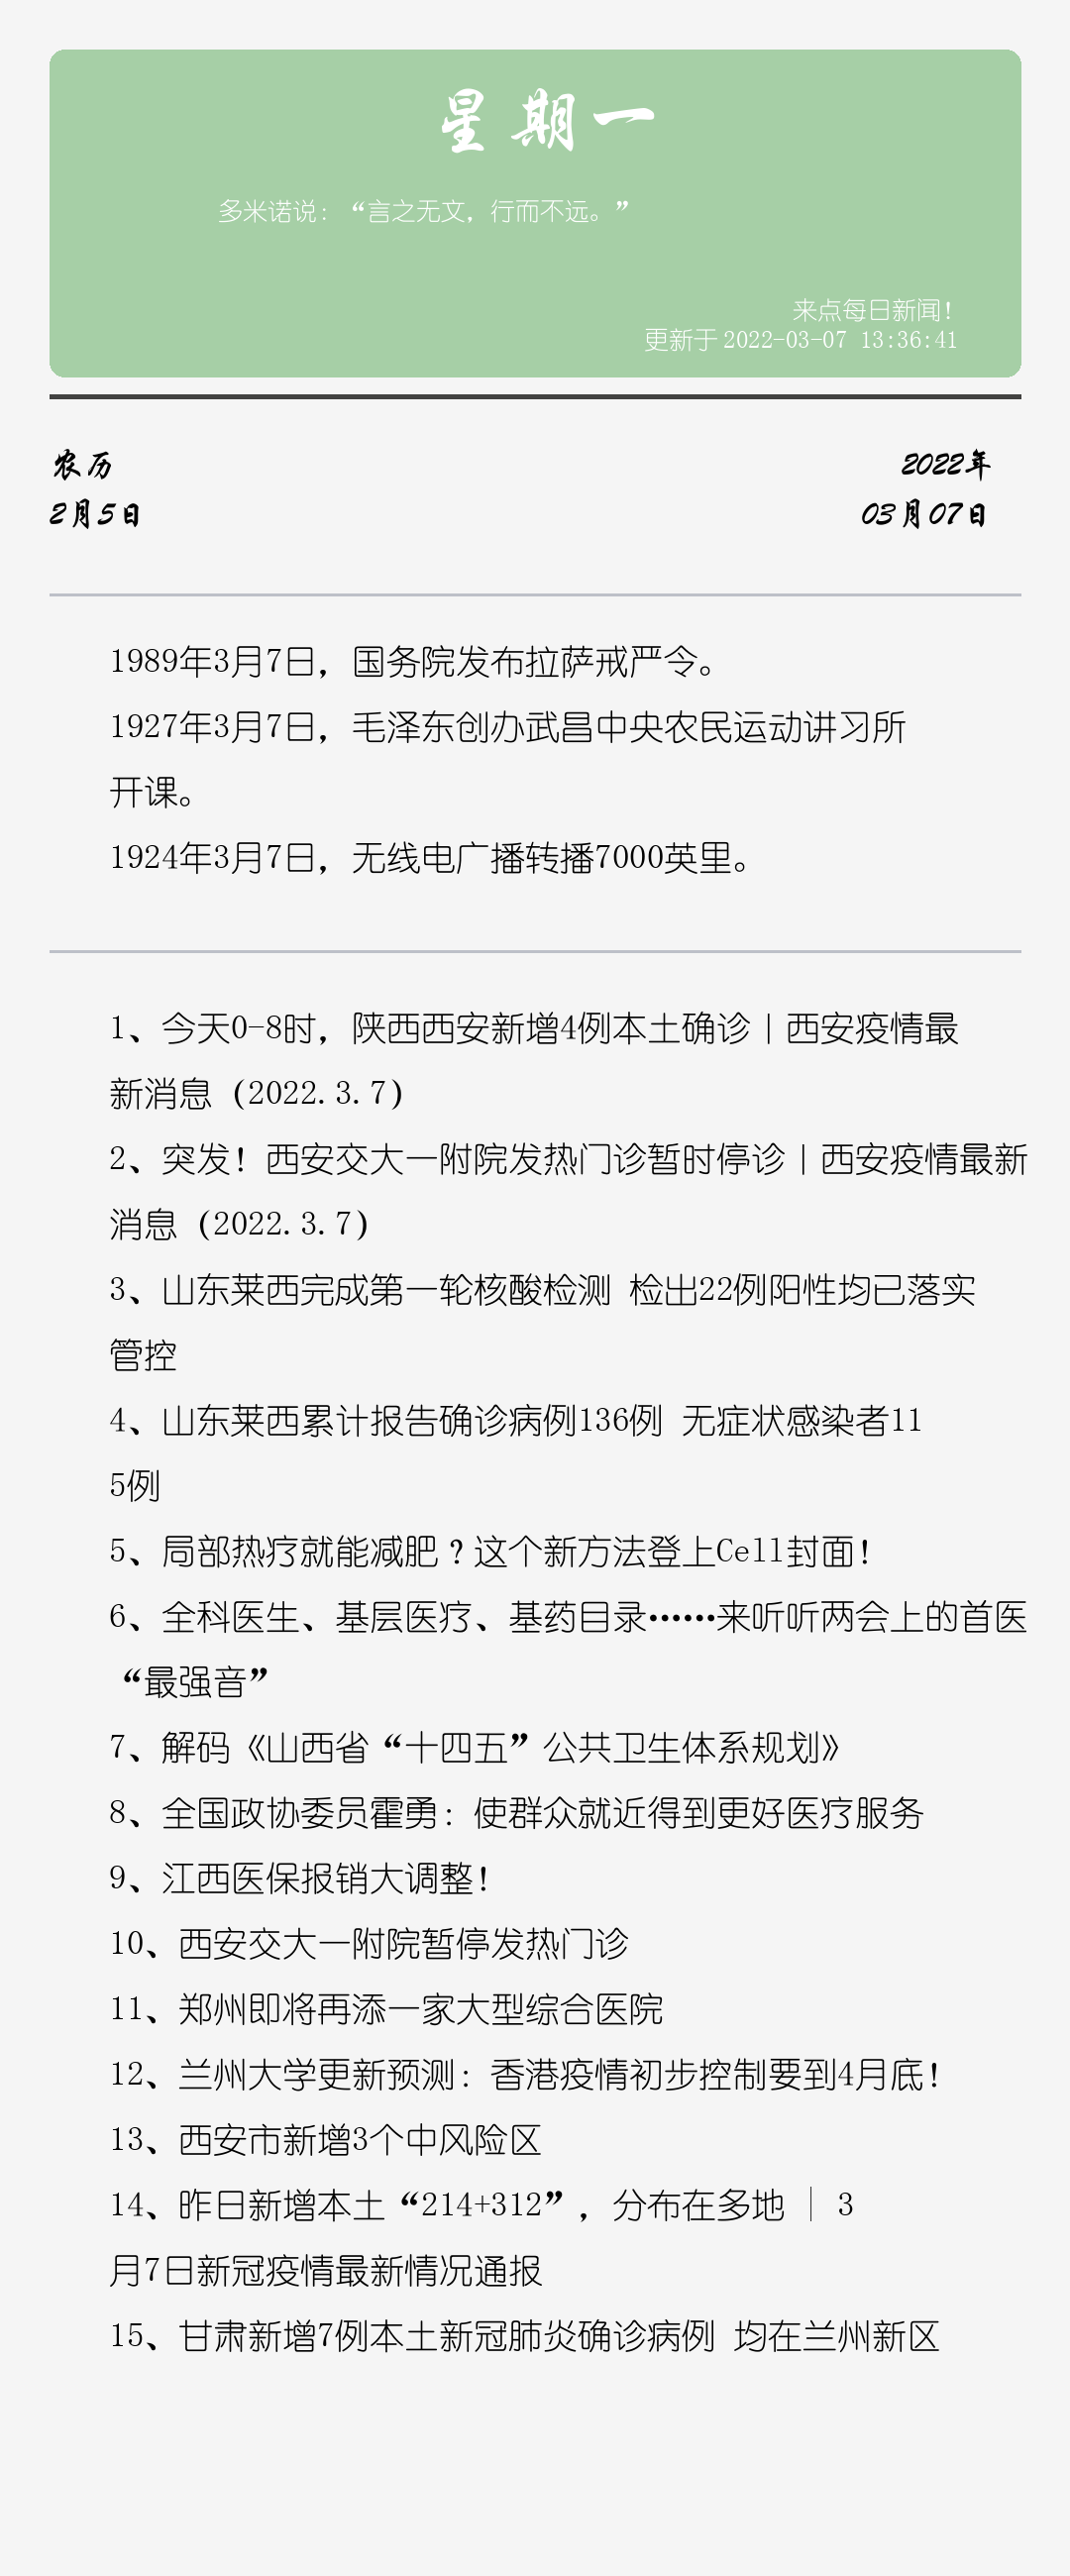 星期一
多米诺说：“言之无文，行而不远。”
来点每日新闻！
更新于2022-03-07 13:36:41
农历
2022年
2月5日
03月07日
1989年3月7日，国务院发布拉萨戒严令。
1927年3月7日，毛泽东创办武昌中央农民运动讲习所
开课。
1924年3月7日，无线电广播转播7000英里。
1、今天0-8时，陕西西安新增4例本土确诊丨西安疫情最
新消息（2022.3.7）
2、突发！西安交大一附院发热门诊暂时停诊丨西安疫情最新
消息（2022.3.7）
3、山东莱西完成第一轮核酸检测 检出22例阳性均已落实
管控
4、山东莱西累计报告确诊病例136例 无症状感染者11
5例
5、局部热疗就能减肥？这个新方法登上Cell封面！
6、全科医生、基层医疗、基药目录……来听听两会上的首医
“最强音”
7、解码《山西省“十四五”公共卫生体系规划》
8、全国政协委员霍勇：使群众就近得到更好医疗服务
9、江西医保报销大调整！
10、西安交大一附院暂停发热门诊
11、郑州即将再添一家大型综合医院
12、兰州大学更新预测：香港疫情初步控制要到4月底！
13、西安市新增3个中风险区
14、昨日新增本土“214+312”，分布在多地 ｜ 3
月7日新冠疫情最新情况通报
15、甘肃新增7例本土新冠肺炎确诊病例 均在兰州新区